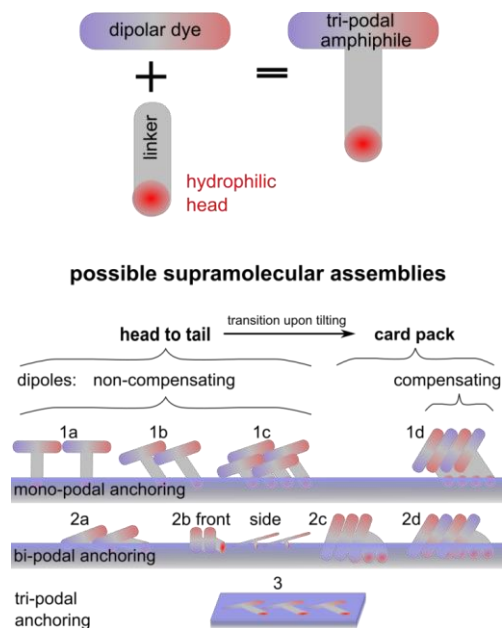 dipolar dye
tri-podal
amphiphile
linker
hydrophilic
head
possible supramolecular assemblies
head to tail
transition upon tilting
card pack
dipoles: non-compensating
compensating
1a
1b
1c
1d
mono-podal anchoring
2a
2b front
side
2c
2d
bi-podal anchoring
3
tri-podal
anchoring